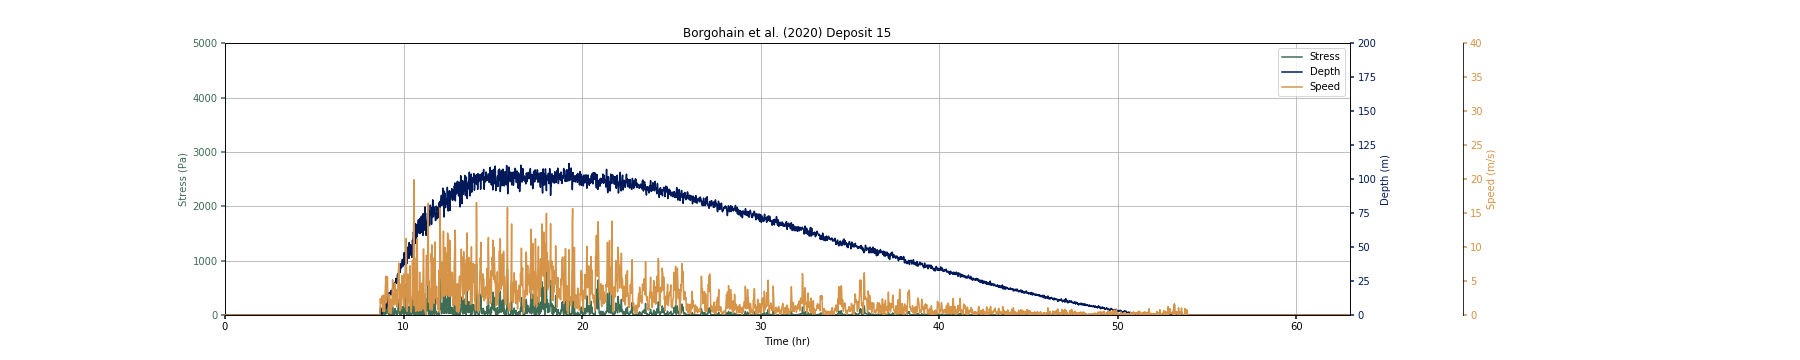 Borgohain et al. (2020) Deposit 15
5000
4000
3000
2000
1000
0
Stress (Pa)
Stress
Depth
Speed
200
175
150
125
100
75
50
25
0
Depth (m)
40
35
30
25
20
15
10
5
0
Speed (m/s)
0 10 20 30 40 50 60
Time (hr)